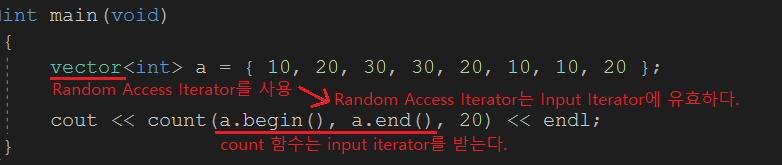 int main(void)
{
vector<int> a = { 10, 20, 30, 30, 20, 10, 10, 20 };
Random Access Iterator를 사용
Random Access Iterator는 Input Iterator에 유효하다.
cout << count(a.begin(), a.end(), 20) << endl;
count 함수는 input iterator를 받는다.
}